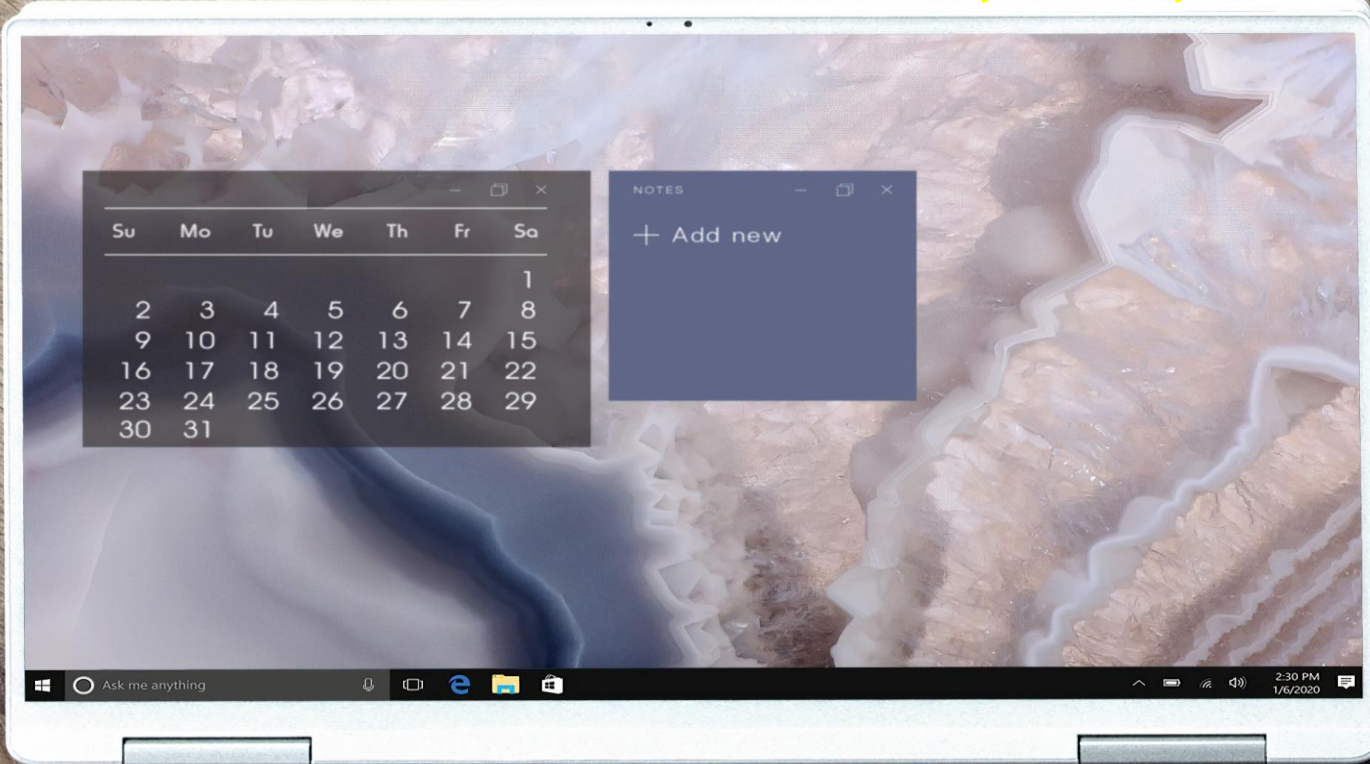 NOTES
+ Add new
Su Mo Tu We Th Fr Sa
1
2 3 4 5 6 7 8
9 10 11 12 13 14 15
16 17 18 19 20 21 22
23 24 25 26 27 28 29
30 31
Ask me anything
2:30 PM
1/6/2020